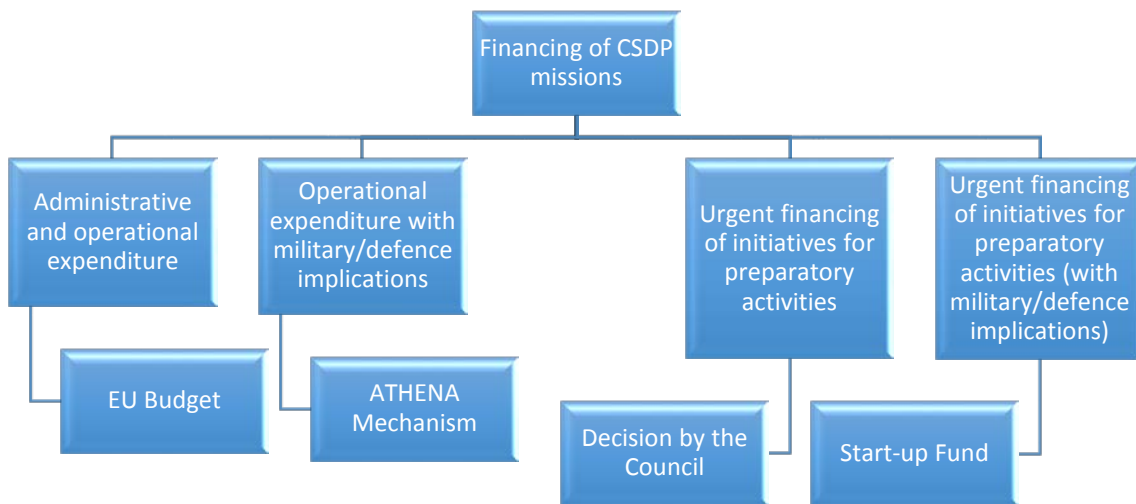 Financing of CSDP
missions
Administrative
and operational
expenditure
Operational
expenditure with
military/defence
implications
Urgent financing
of initiatives for
preparatory
activities
Urgent financing
of initiatives for
preparatory
activities (with
military/defence
implications)
EU Budget
ATHENA
Mechanism
Decision by the
Council
Start-up Fund